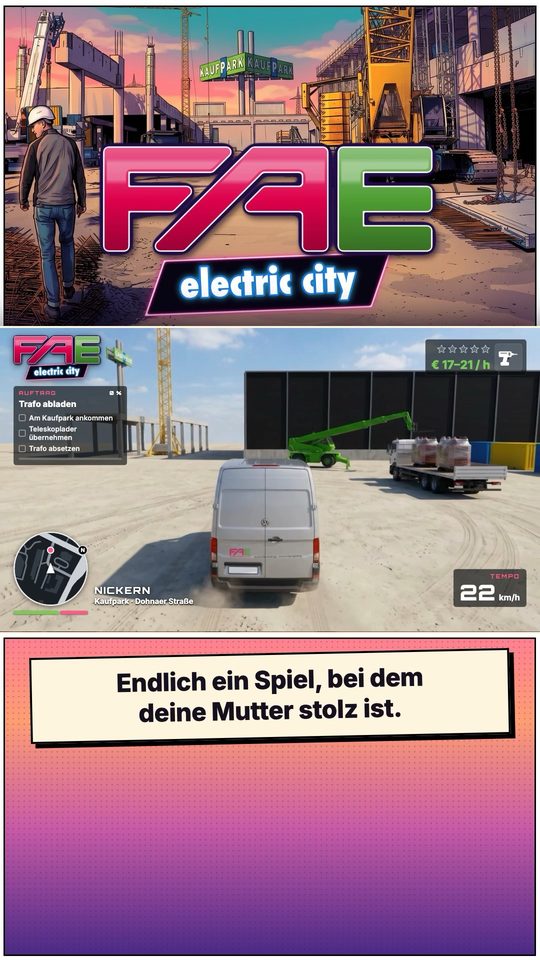 KAUFPARK KAUFPARK
FAE
electric city
FAE
electric city
AUFTRAG 0 %
Trafo abladen
Am Kaufpark ankommen
Teleskoplader
übernehmen
Trafo absetzen
€ 17–21 / h
FAE
N
NICKERN
Kaufpark · Dohnaer Straße
TEMPO
22 km/h
Endlich ein Spiel, bei dem
deine Mutter stolz ist.